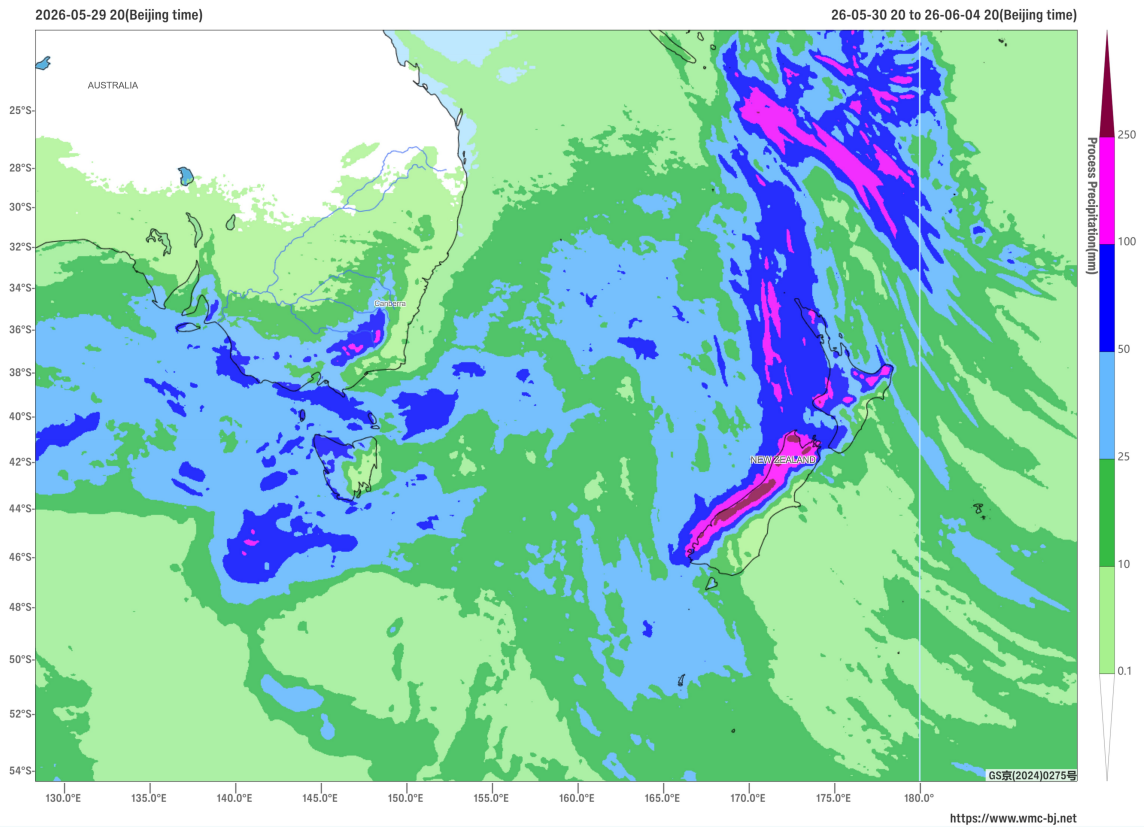 2026-05-29 20(Beijing time)
26-05-30 20 to 26-06-04 20(Beijing time)
AUSTRALIA
Canberra
NEW ZEALAND
25°S
28°S
30°S
32°S
34°S
36°S
38°S
40°S
42°S
44°S
46°S
48°S
50°S
52°S
54°S
130.0°E
135.0°E
140.0°E
145.0°E
150.0°E
155.0°E
160.0°E
165.0°E
170.0°E
175.0°E
180.0°
250
100
50
25
10
0.1
Process Precipitation(mm)
GS京(2024)0275号
https://www.wmc-bj.net